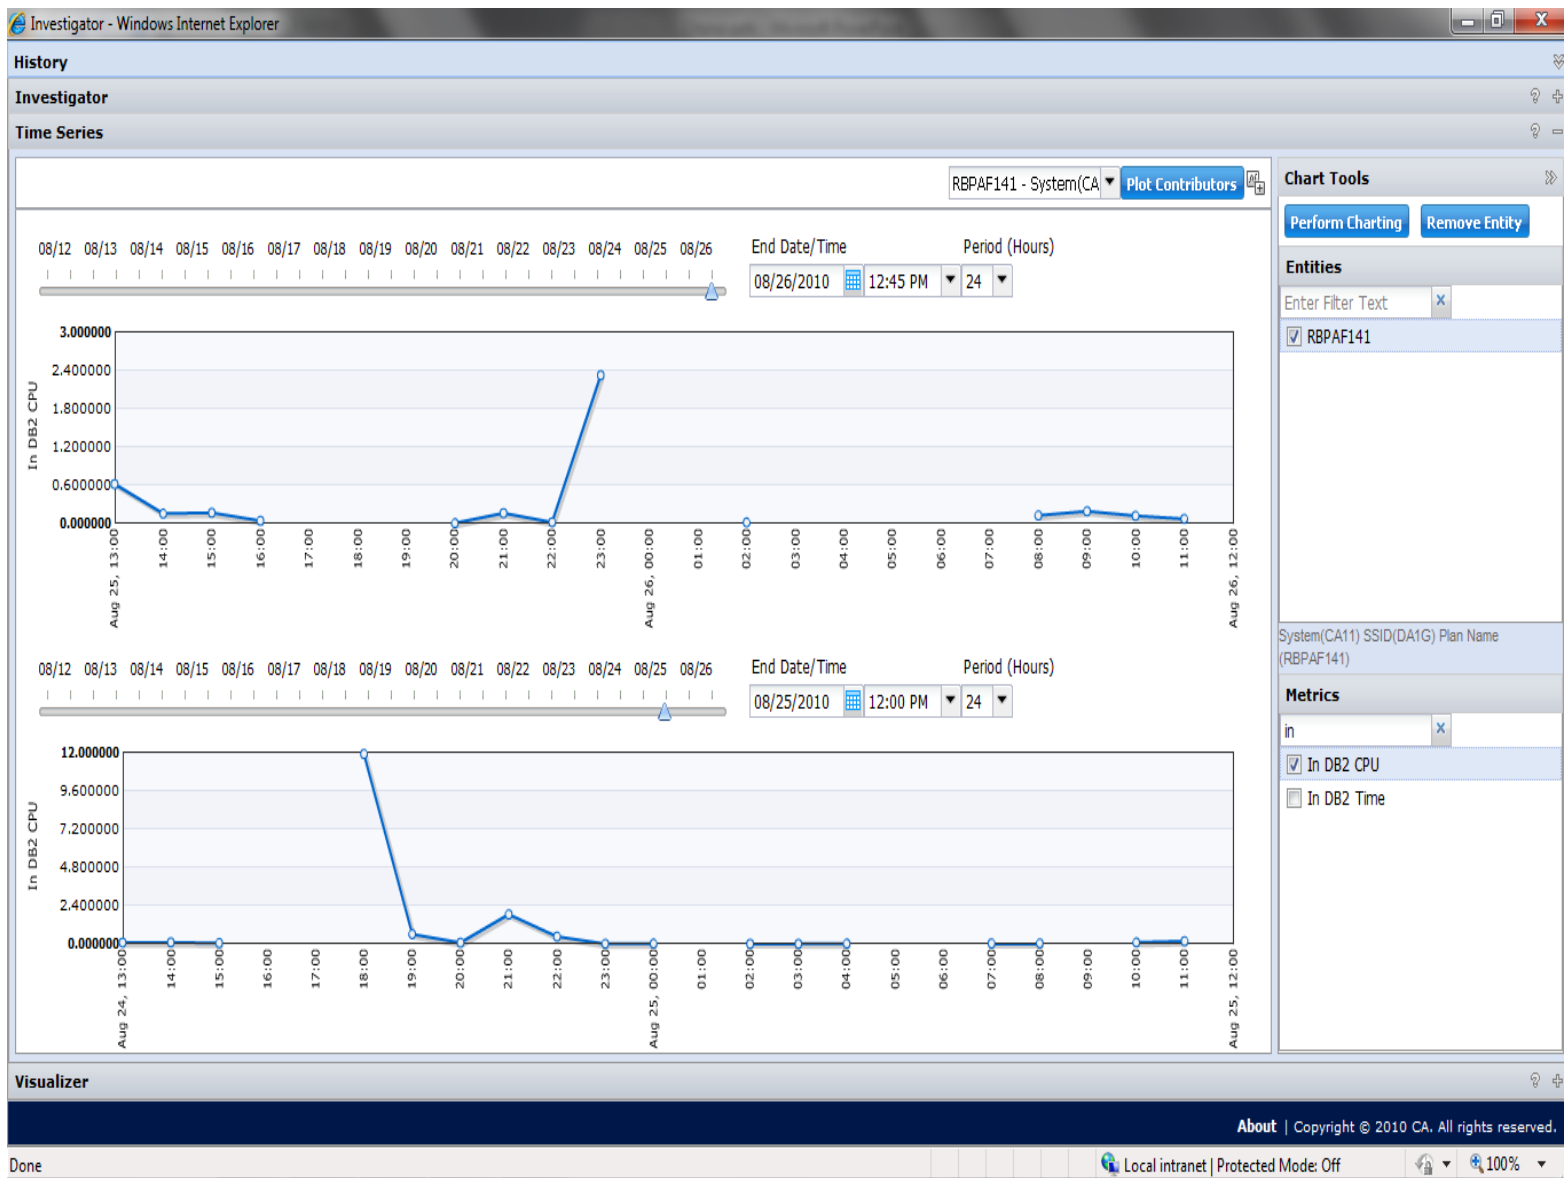 Investigator - Windows Internet Explorer
History
Investigator
Time Series
RBPAF141 - System(CA Plot Contributors
08/12 08/13 08/14 08/15 08/16 08/17 08/18 08/19 08/20 08/21 08/22 08/23 08/24 08/25 08/26
End Date/Time Period (Hours)
08/26/2010 12:45 PM 24
In DB2 CPU
3.000000
2.400000
1.800000
1.200000
0.600000
0.000000
Aug 25, 13:00 14:00 15:00 16:00 17:00 18:00 19:00 20:00 21:00 22:00 23:00 Aug 26, 00:00 01:00 02:00 03:00 04:00 05:00 06:00 07:00 08:00 09:00 10:00 11:00 Aug 26, 12:00
08/12 08/13 08/14 08/15 08/16 08/17 08/18 08/19 08/20 08/21 08/22 08/23 08/24 08/25 08/26
End Date/Time Period (Hours)
08/25/2010 12:00 PM 24
In DB2 CPU
12.000000
9.600000
7.200000
4.800000
2.400000
0.000000
Aug 24, 13:00 14:00 15:00 16:00 17:00 18:00 19:00 20:00 21:00 22:00 23:00 Aug 25, 00:00 01:00 02:00 03:00 04:00 05:00 06:00 07:00 08:00 09:00 10:00 11:00 Aug 25, 12:00
Chart Tools
Perform Charting Remove Entity
Entities
Enter Filter Text
RBPAF141
System(CA11) SSID(DA1G) Plan Name
(RBPAF141)
Metrics
in
In DB2 CPU
In DB2 Time
Visualizer
About | Copyright © 2010 CA. All rights reserved.
Done
Local intranet | Protected Mode: Off
100%